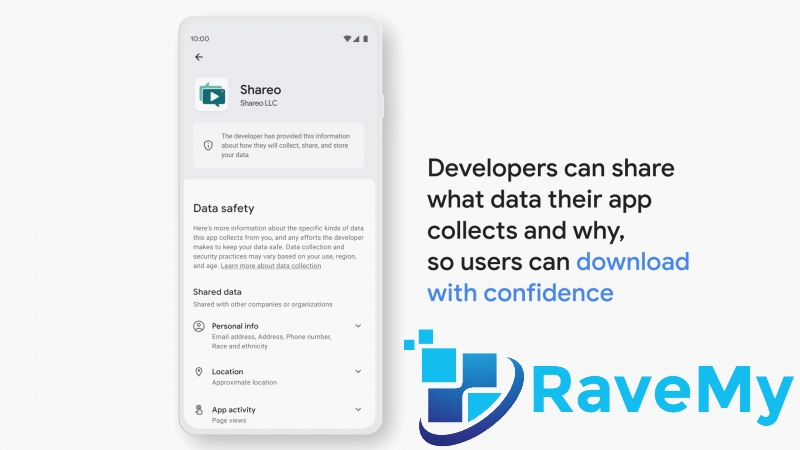 10:00
Shareo
Shareo LLC
The developer has provided this information
about how they will collect, share, and store
your data
Data safety
Here's more information about the specific kinds of data
this app collects from you, and any efforts the developer
makes to keep your data safe. Data collection and
security practices may vary based on your use, region,
and age. Learn more about data collection
Shared data
Shared with other companies or organizations
Personal info
Email address, Address, Phone number,
Race and ethnicity
Location
Approximate location
App activity
Page views
Developers can share
what data their app
collects and why,
so users can download
with confidence
RaveMy